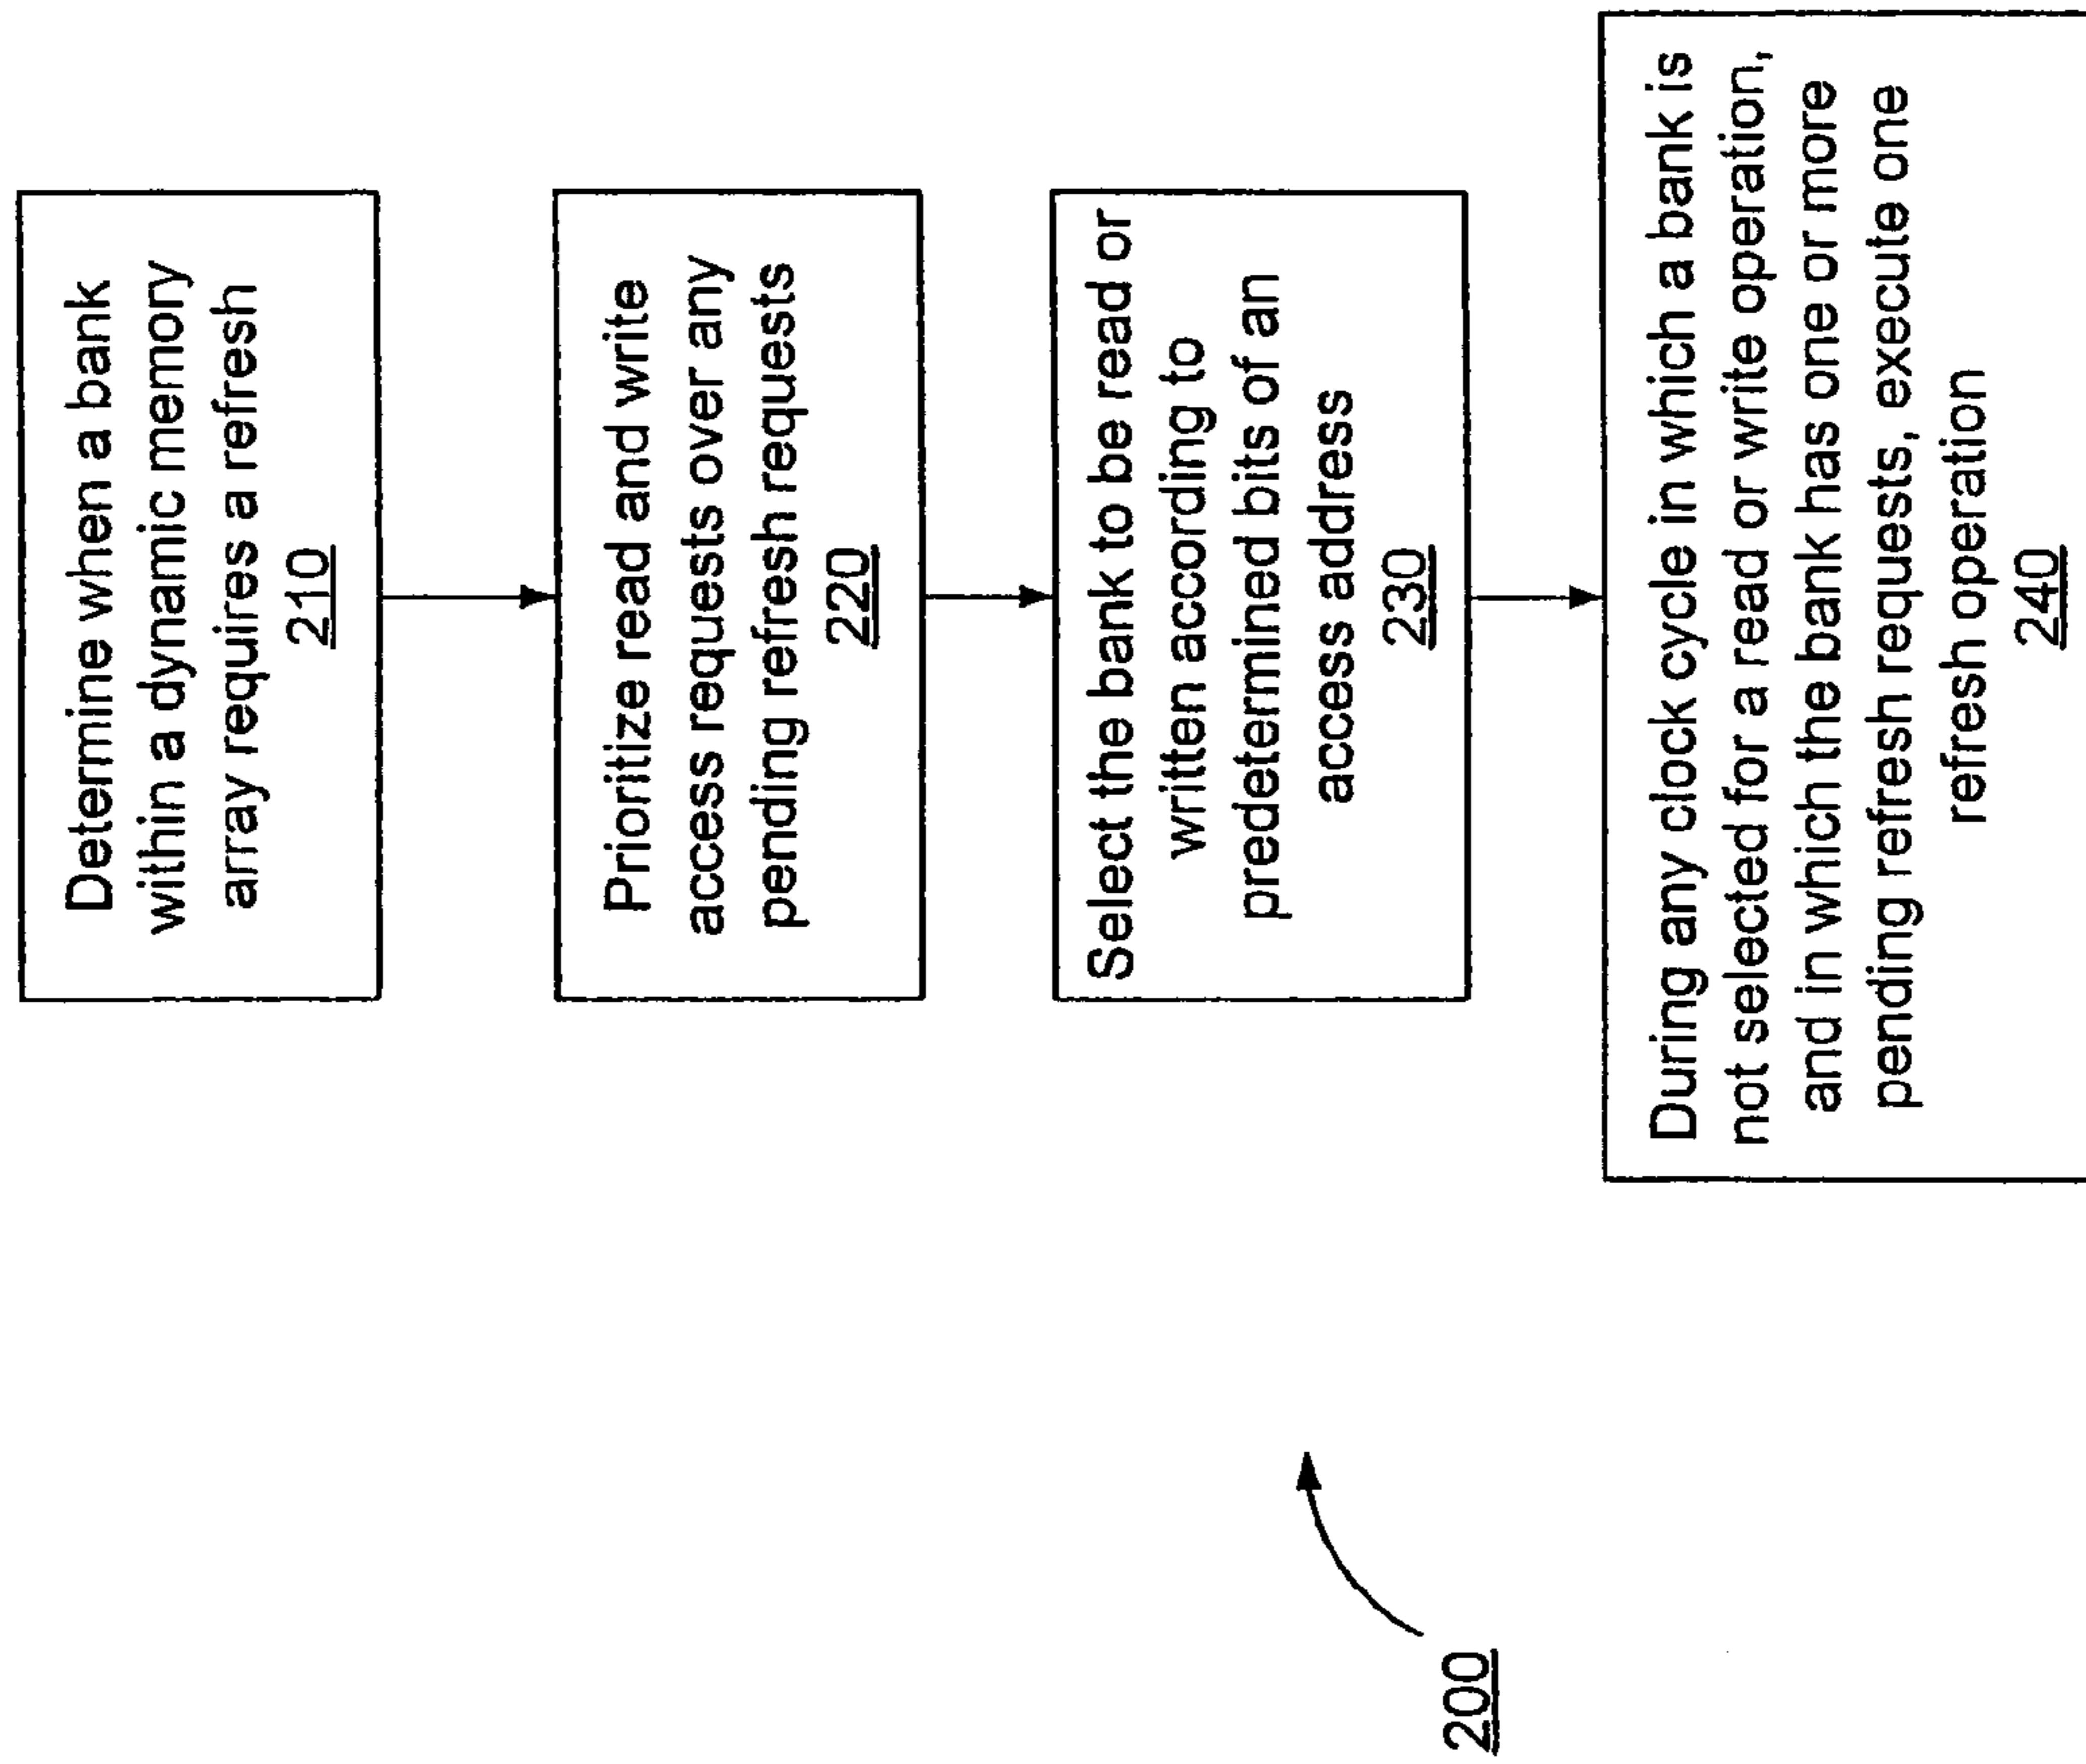 Determine when a bank
within a dynamic memory
array requires a refresh
210
Prioritize read and write
access requests over any
pending refresh requests
220
Select the bank to be read or
written according to
predetermined bits of an
access address
230
During any clock cycle in which a bank is
not selected for a read or write operation,
and in which the bank has one or more
pending refresh requests, execute one
refresh operation
240
200